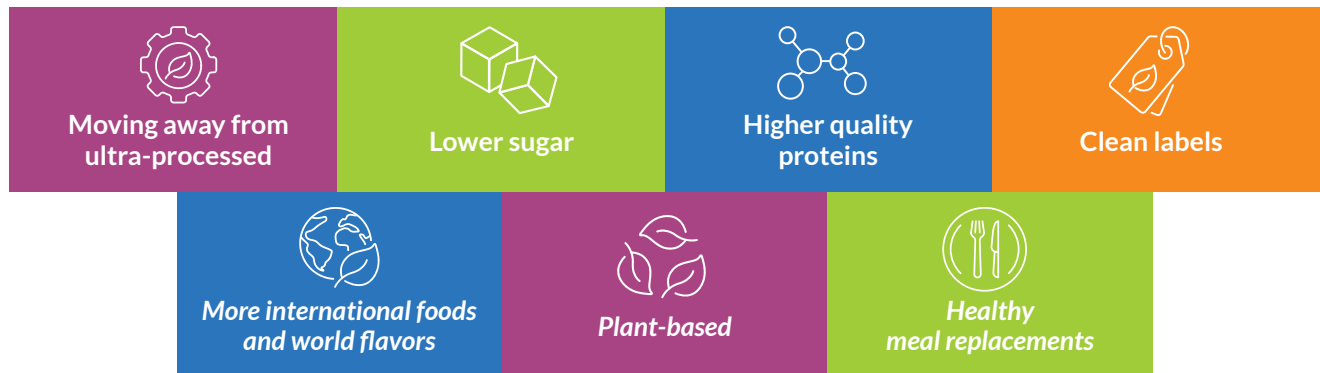 Moving away from
ultra-processed
Lower sugar
Higher quality
proteins
Clean labels
More international foods
and world flavors
Plant-based
Healthy
meal replacements